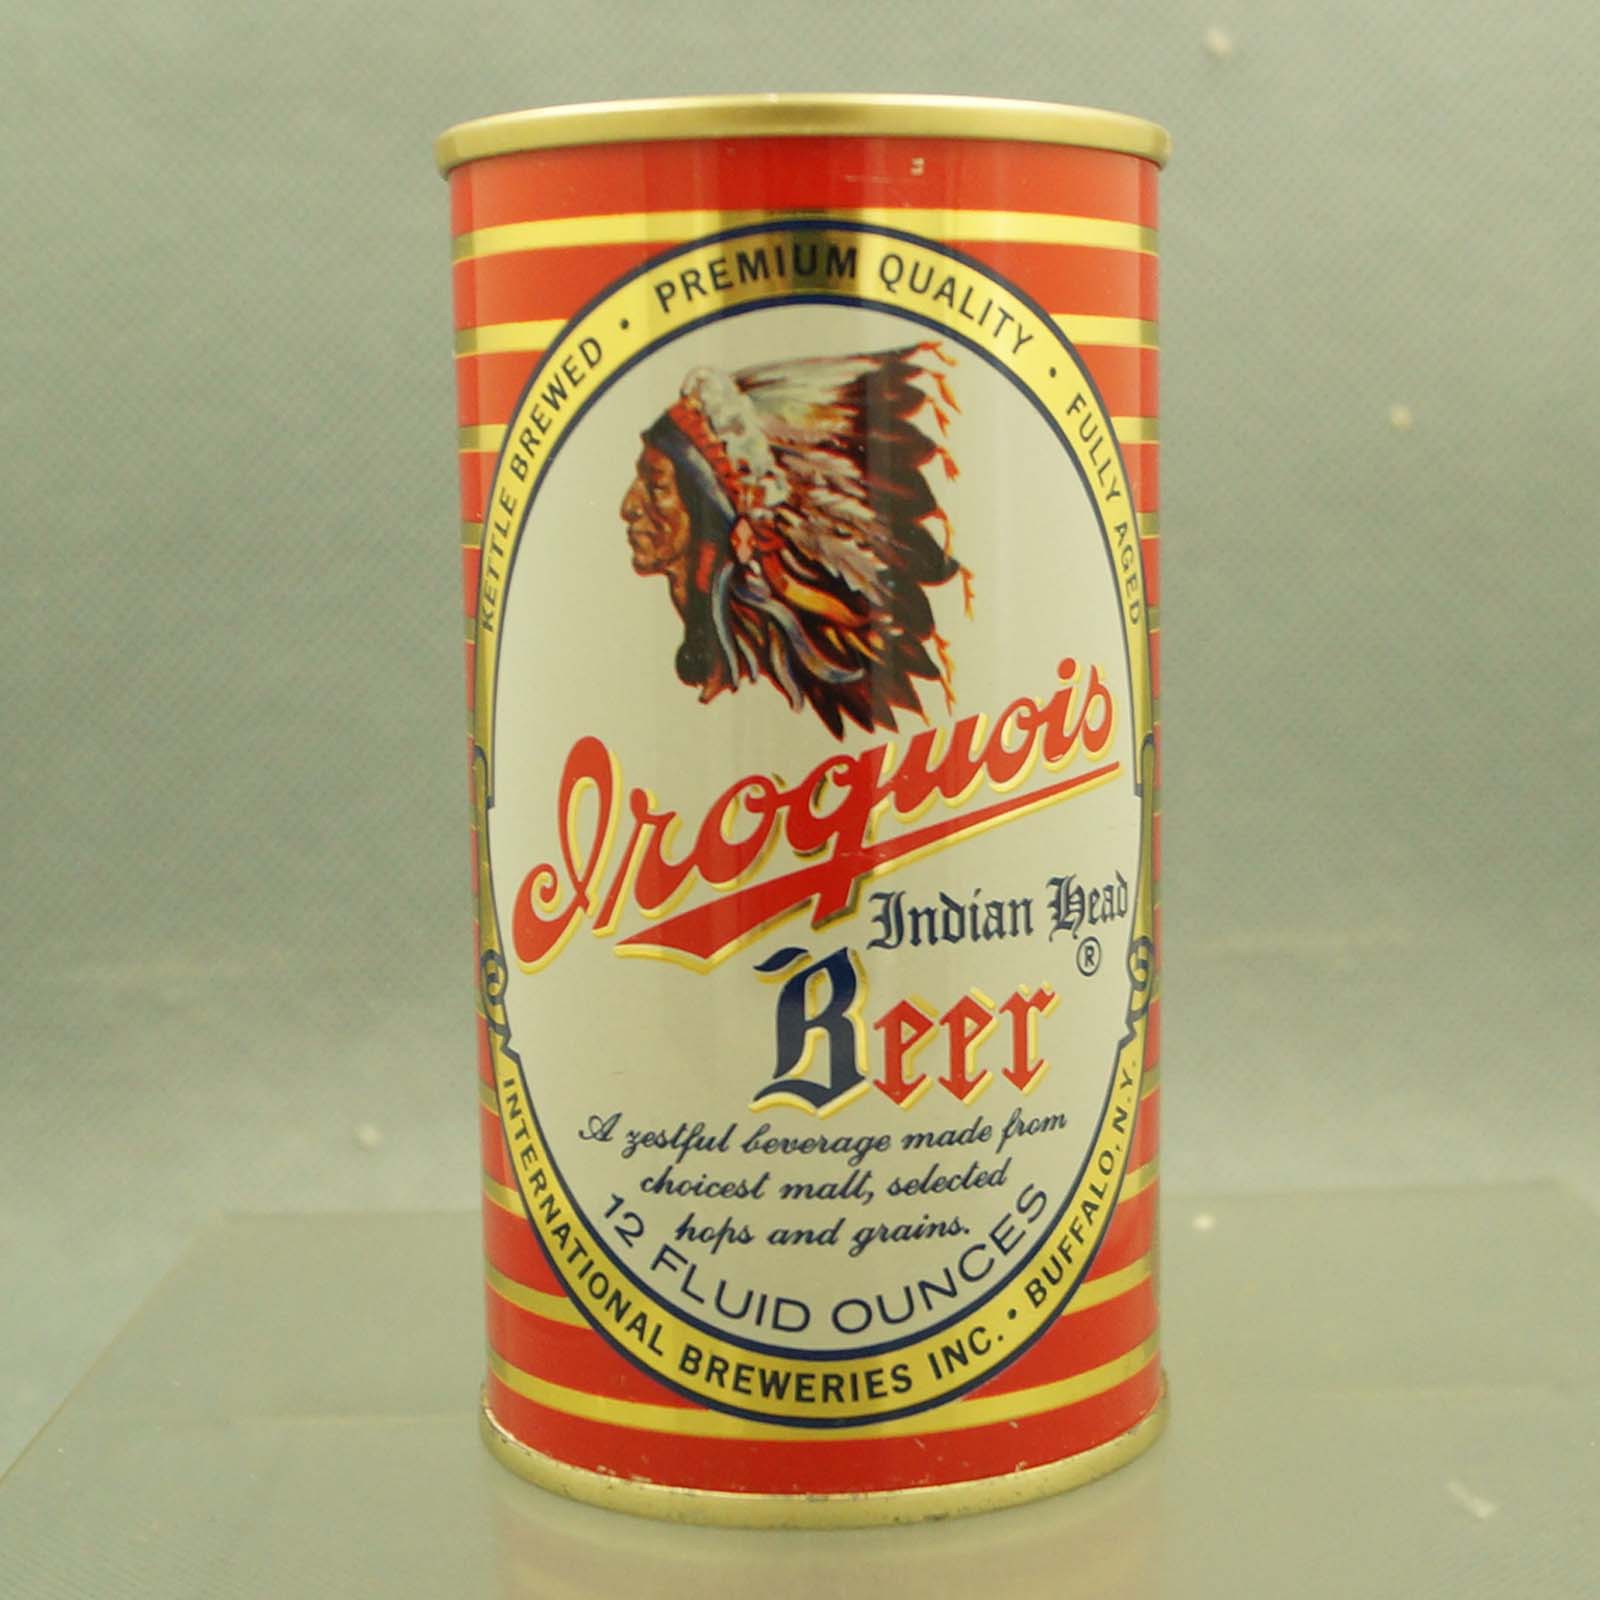 KETTLE BREWED • PREMIUM QUALITY • FULLY AGED
Iroquois
Indian Head
®
Beer
A zestful beverage made from
choicest malt, selected
hops and grains.
12 FLUID OUNCES
INTERNATIONAL BREWERIES INC. • BUFFALO, N.Y.